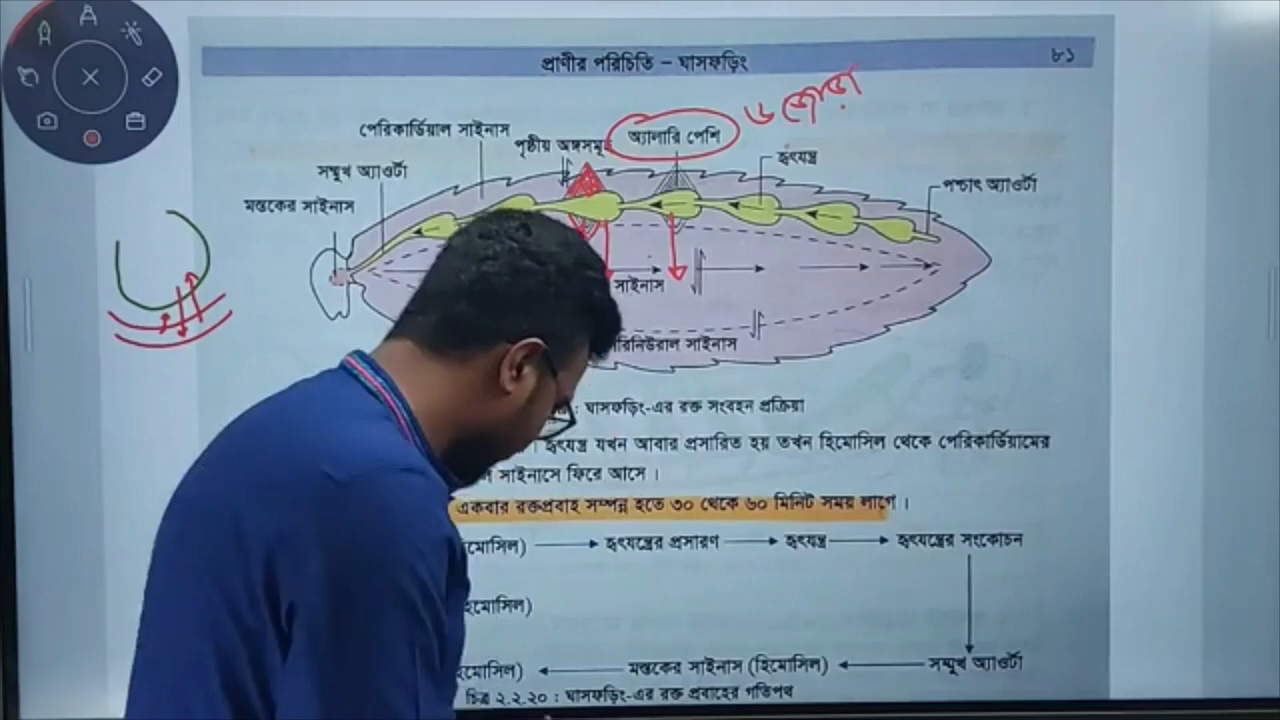 প্রাণীর পরিচিতি – ঘাসফড়িং
৮১
৬ জোড়া
পেরিকার্ডিয়াল সাইনাস
পৃষ্ঠীয়
অ্যালারি পেশি
হৃৎযন্ত্র
সম্মুখ অ্যাওর্টা
পশ্চাৎ অ্যাওর্টা
মস্তকের সাইনাস
সাইনাস
সাইনাস
: ঘাসফড়িং-এর রক্ত সংবহন প্রক্রিয়া
। হৃৎযন্ত্র যখন আবার প্রসারিত হয় তখন হিমোসিল থেকে পেরিকার্ডিয়ামের
সাইনাসে ফিরে আসে ।
একবার রক্তপ্রবাহ সম্পন্ন হতে ৩০ থেকে ৬০ মিনিট সময় লাগে ।
হৃৎযন্ত্রের প্রসারণ হৃৎযন্ত্র হৃৎযন্ত্রের সংকোচন
মস্তকের সাইনাস (হিমোসিল) সম্মুখ অ্যাওর্টা
চিত্র ২.২.২০ : ঘাসফড়িং-এর রক্ত প্রবাহের গতিপথ